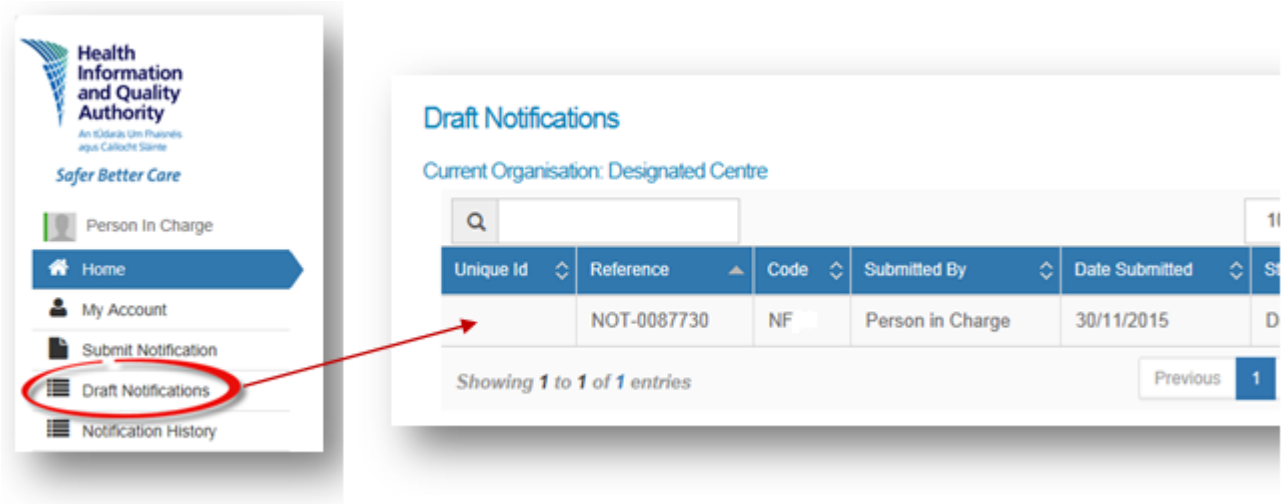 Health
Information
and Quality
Authority
An tÚdarás Um Fhaisnéis
agus Cáilíocht Sláinte
Safer Better Care
Person In Charge
Home
My Account
Submit Notification
Draft Notifications
Notification History
Draft Notifications
Current Organisation: Designated Centre
10
Unique Id Reference Code Submitted By Date Submitted St
NOT-0087730 NF Person in Charge 30/11/2015 D
Showing 1 to 1 of 1 entries
Previous 1